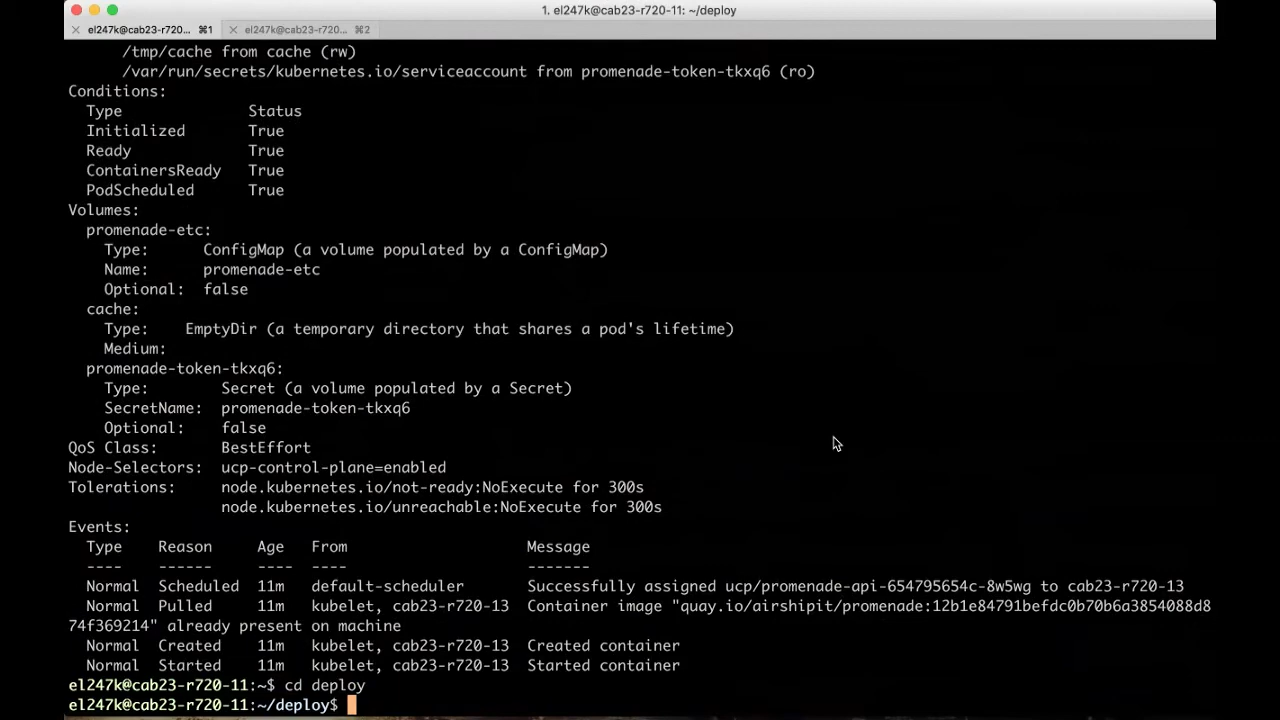 1. el247k@cab23-r720-11: ~/deploy
× el247k@cab23-r720... ⌘1 × el247k@cab23-r720... ⌘2
/tmp/cache from cache (rw)
/var/run/secrets/kubernetes.io/serviceaccount from promenade-token-tkxq6 (ro)
Conditions:
Type Status
Initialized True
Ready True
ContainersReady True
PodScheduled True
Volumes:
promenade-etc:
Type: ConfigMap (a volume populated by a ConfigMap)
Name: promenade-etc
Optional: false
cache:
Type: EmptyDir (a temporary directory that shares a pod's lifetime)
Medium:
promenade-token-tkxq6:
Type: Secret (a volume populated by a Secret)
SecretName: promenade-token-tkxq6
Optional: false
QoS Class: BestEffort
Node-Selectors: ucp-control-plane=enabled
Tolerations: node.kubernetes.io/not-ready:NoExecute for 300s
node.kubernetes.io/unreachable:NoExecute for 300s
Events:
Type Reason Age From Message
---- ------ ---- ---- -------
Normal Scheduled 11m default-scheduler Successfully assigned ucp/promenade-api-654795654c-8w5wg to cab23-r720-13
Normal Pulled 11m kubelet, cab23-r720-13 Container image "quay.io/airshipit/promenade:12b1e84791befdc0b70b6a3854088d8
74f369214" already present on machine
Normal Created 11m kubelet, cab23-r720-13 Created container
Normal Started 11m kubelet, cab23-r720-13 Started container
el247k@cab23-r720-11:~$ cd deploy
el247k@cab23-r720-11:~/deploy$